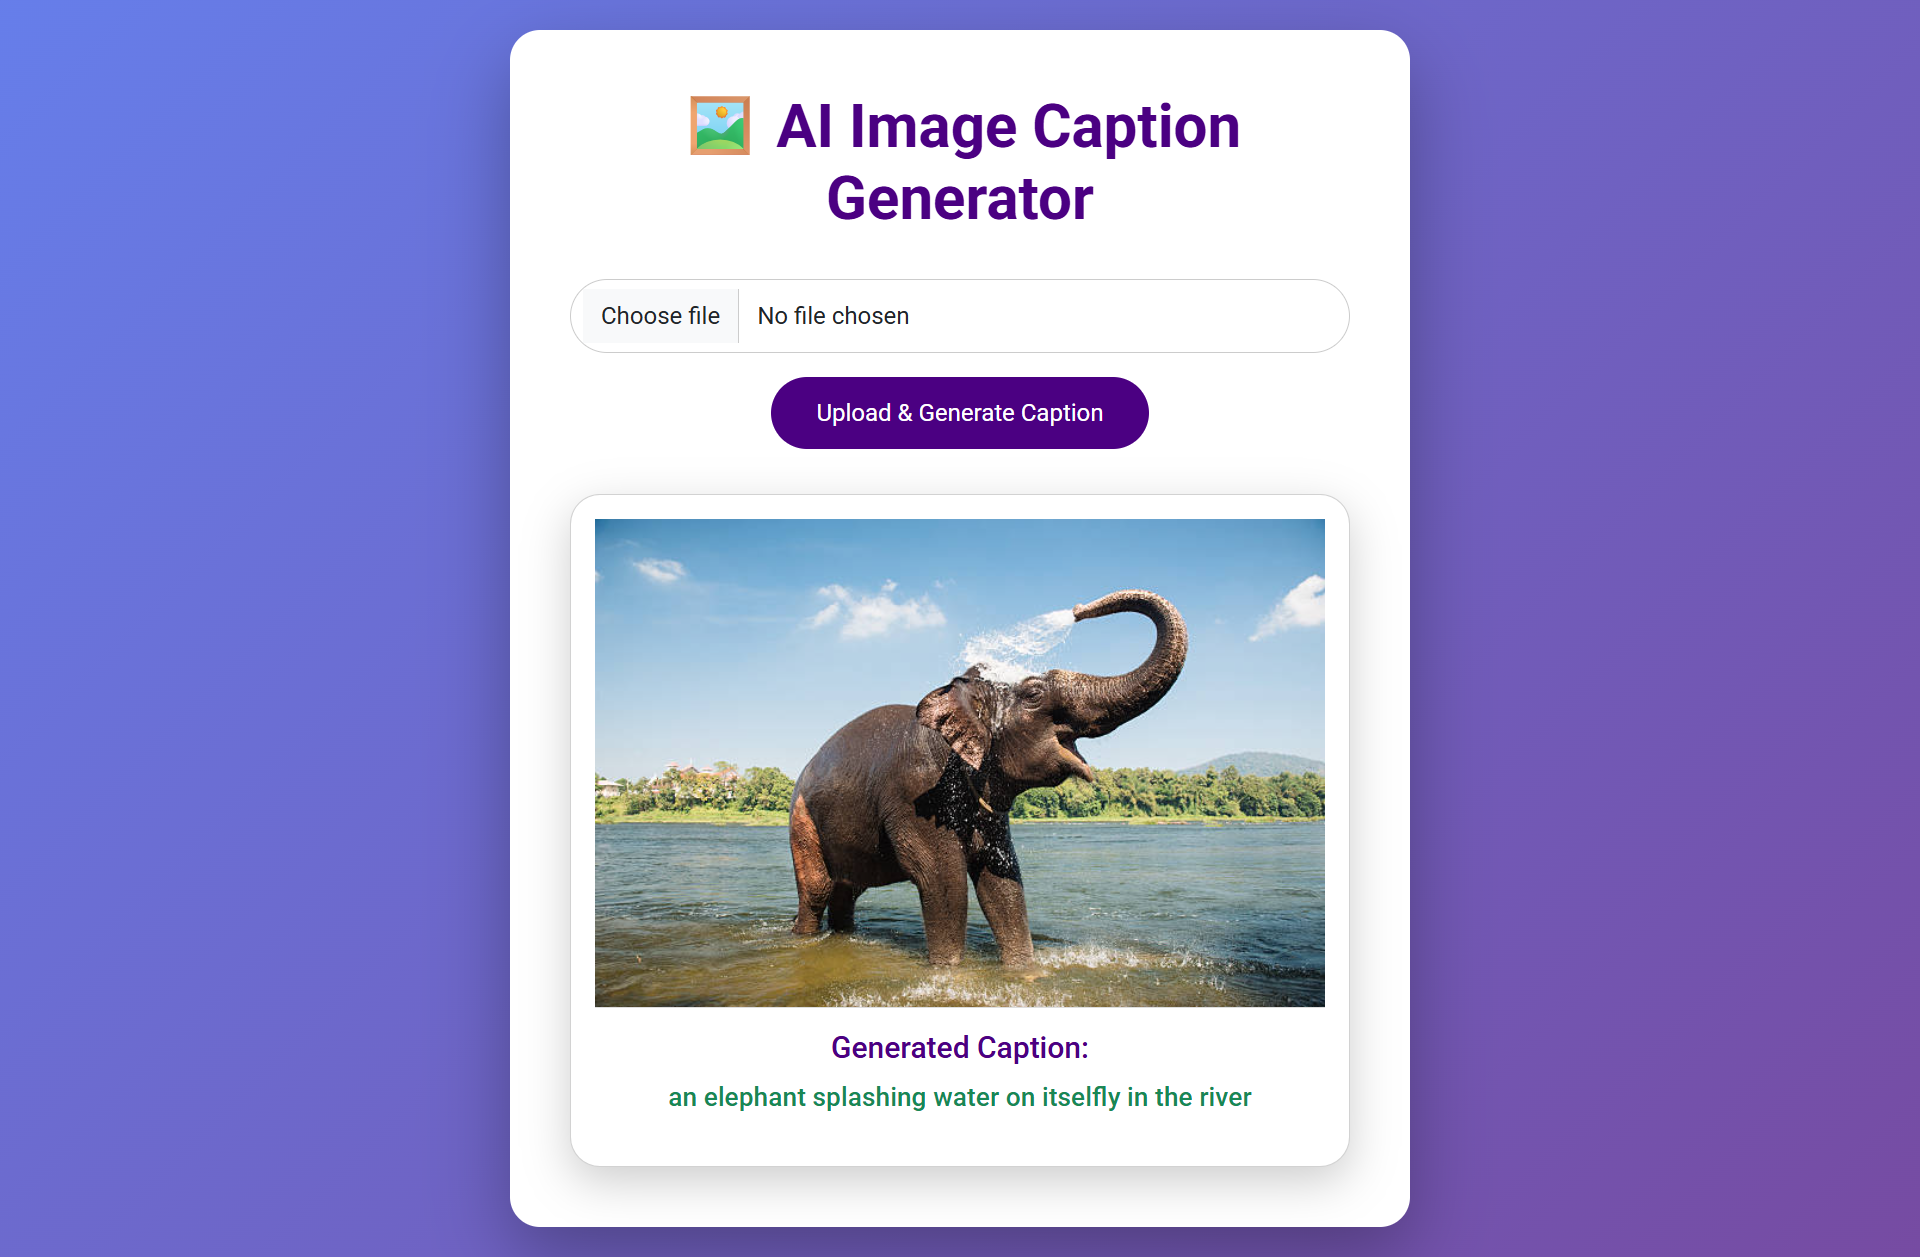 AI Image Caption
Generator
Choose file No file chosen
Upload & Generate Caption
Generated Caption:
an elephant splashing water on itselfly in the river